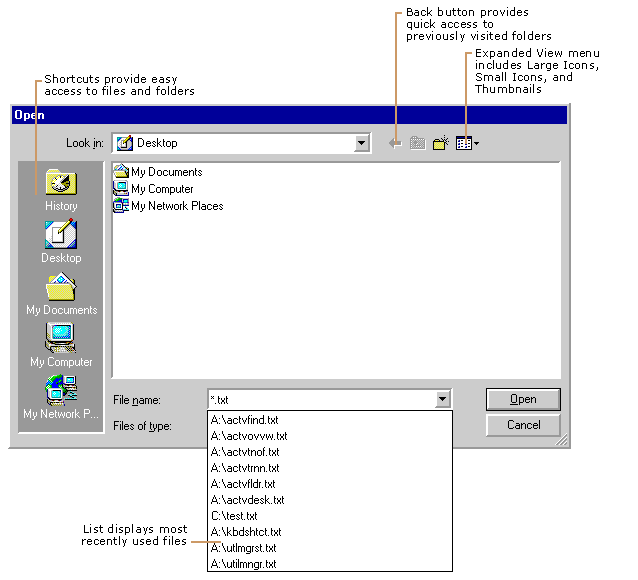 Back button provides
quick access to
previously visited folders
Expanded View menu
includes Large Icons,
Small Icons, and
Thumbnails
Shortcuts provide easy
access to files and folders
Open
Look in: Desktop
History
Desktop
My Documents
My Computer
My Network P...
My Documents
My Computer
My Network Places
File name: *.txt
Open
Files of type:
Cancel
A:\actvfind.txt
A:\actvovvw.txt
A:\actvtnof.txt
A:\actvtrnn.txt
A:\actvfldr.txt
A:\actvdesk.txt
C:\test.txt
A:\kbdshtct.txt
A:\utlmgrst.txt
A:\utilmngr.txt
List displays most
recently used files